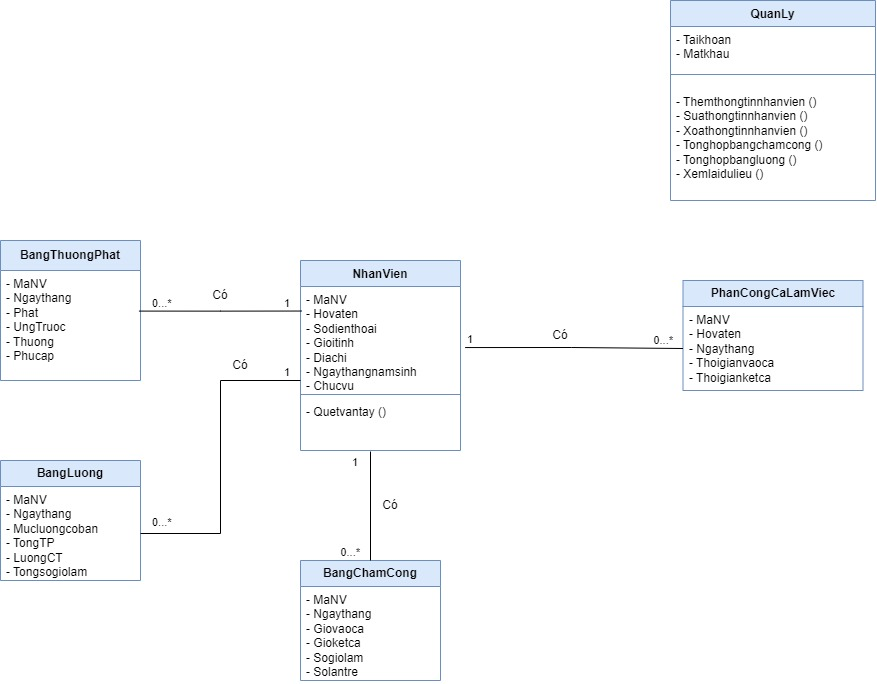 QuanLy
- Taikhoan
- Matkhau
- Themthongtinnhanvien ()
- Suathongtinnhanvien ()
- Xoathongtinnhanvien ()
- Tonghopbangchamcong ()
- Tonghopbangluong ()
- Xemlaidulieu ()
BangThuongPhat
- MaNV
- Ngaythang
- Phat
- UngTruoc
- Thuong
- Phucap
0...*
Có
1
NhanVien
- MaNV
- Hovaten
- Sodienthoai
- Gioitinh
- Diachi
- Ngaythangnamsinh
- Chucvu
- Quetvantay ()
1
Có
0...*
PhanCongCaLamViec
- MaNV
- Hovaten
- Ngaythang
- Thoigianvaoca
- Thoigianketca
Có
1
0...*
BangLuong
- MaNV
- Ngaythang
- Mucluongcoban
- TongTP
- LuongCT
- Tongsogiolam
1
Có
0...*
BangChamCong
- MaNV
- Ngaythang
- Giovaoca
- Gioketca
- Sogiolam
- Solantre